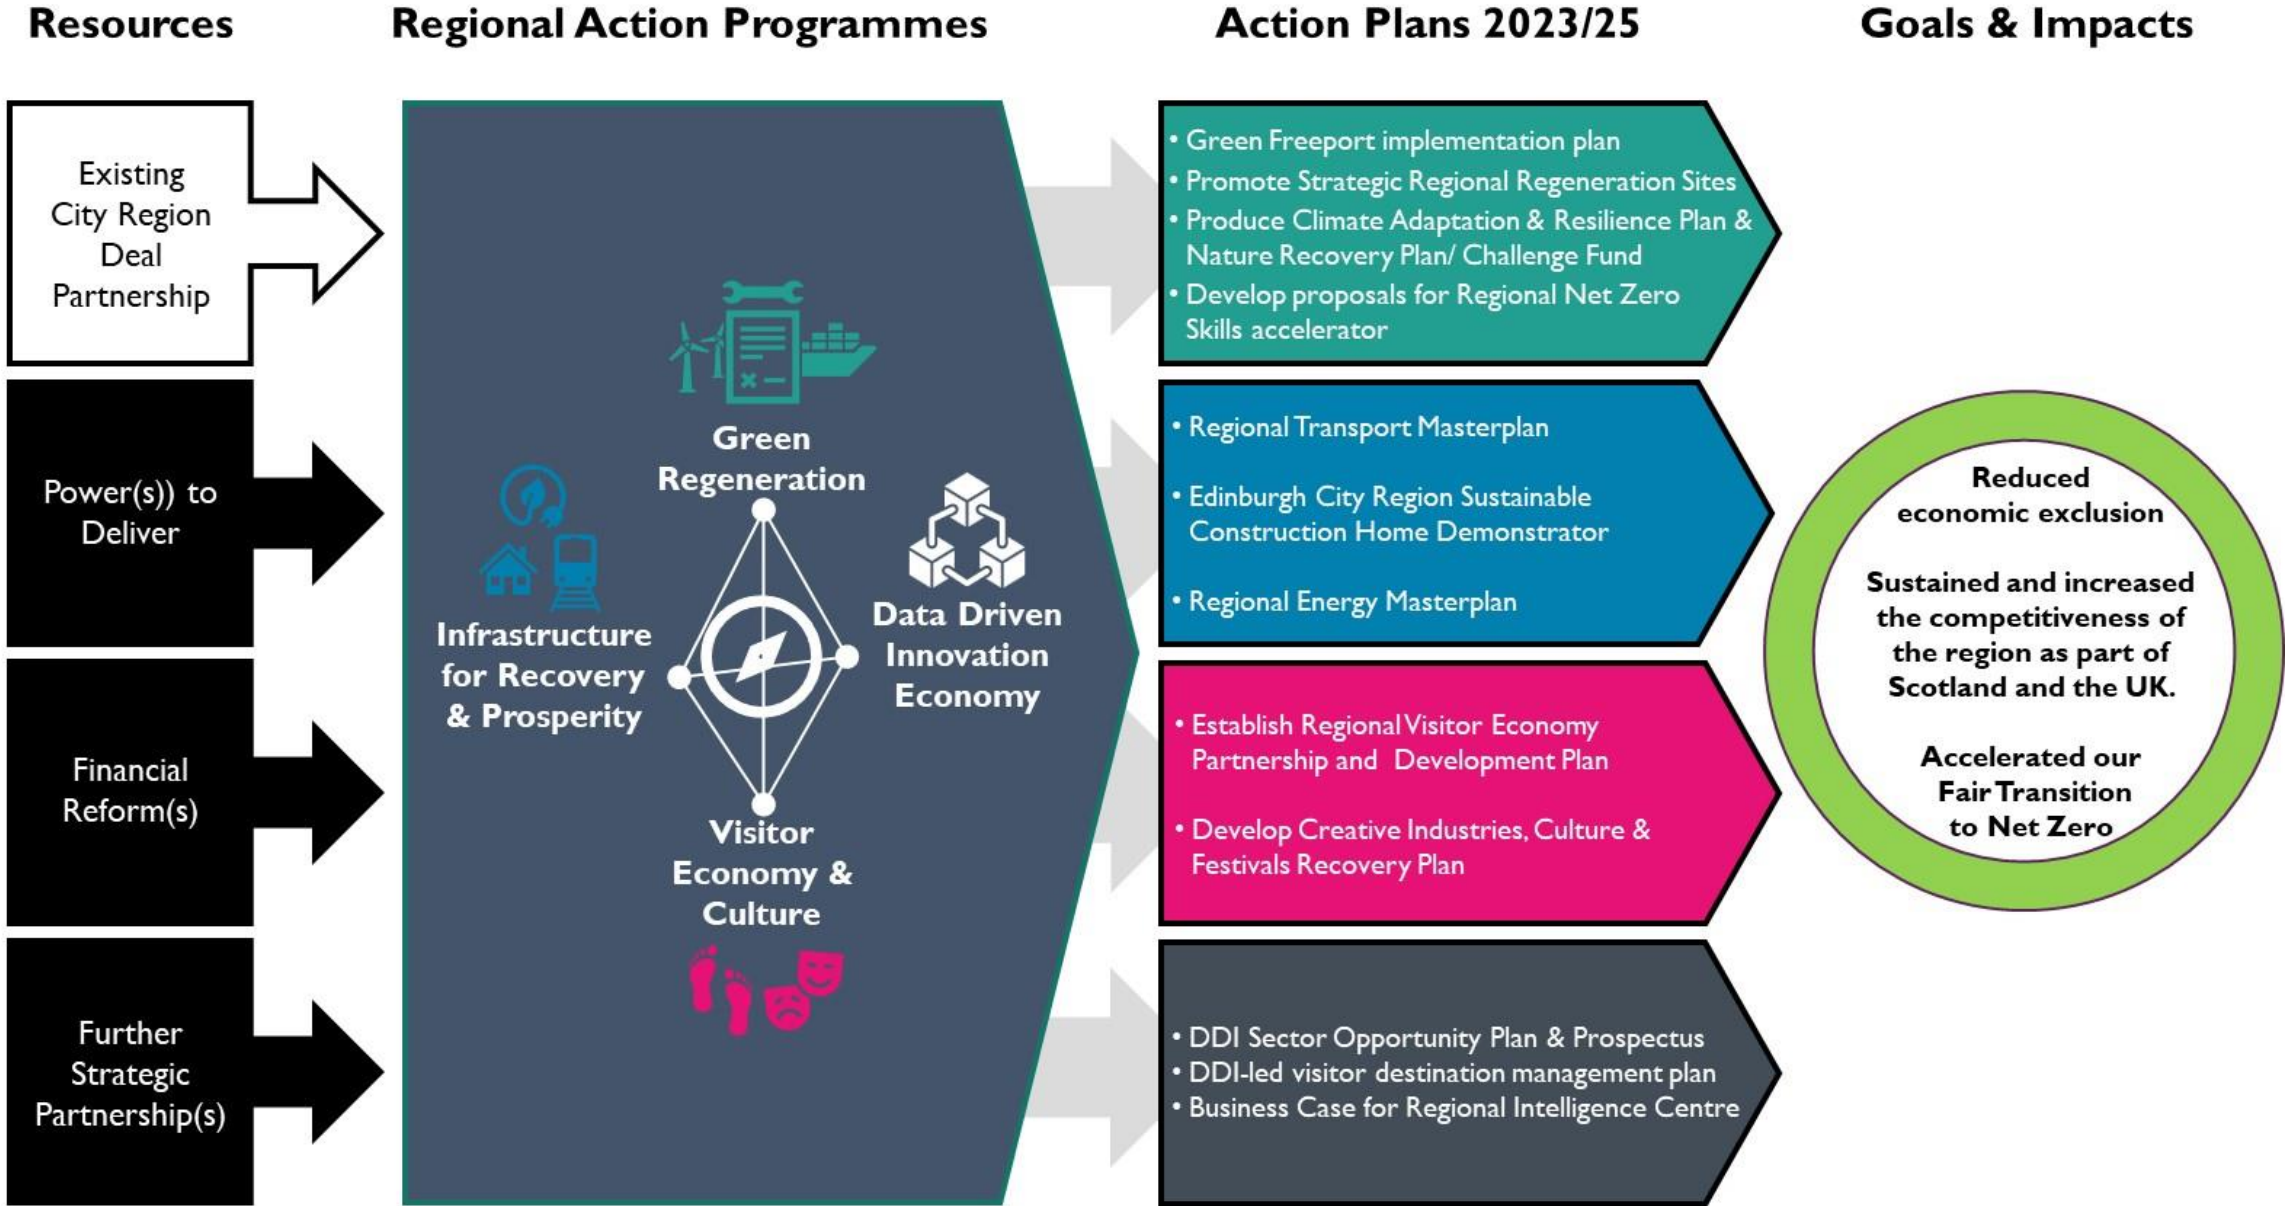 Resources
Regional Action Programmes
Action Plans 2023/25
Goals & Impacts
Existing
City Region
Deal
Partnership
Power(s)) to
Deliver
Financial
Reform(s)
Further
Strategic
Partnership(s)
Green
Regeneration
Infrastructure
for Recovery
& Prosperity
Data Driven
Innovation
Economy
Visitor
Economy &
Culture
• Green Freeport implementation plan
• Promote Strategic Regional Regeneration Sites
• Produce Climate Adaptation & Resilience Plan &
Nature Recovery Plan/ Challenge Fund
• Develop proposals for Regional Net Zero
Skills accelerator
• Regional Transport Masterplan
• Edinburgh City Region Sustainable
Construction Home Demonstrator
• Regional Energy Masterplan
• Establish Regional Visitor Economy
Partnership and Development Plan
• Develop Creative Industries, Culture &
Festivals Recovery Plan
• DDI Sector Opportunity Plan & Prospectus
• DDI-led visitor destination management plan
• Business Case for Regional Intelligence Centre
Reduced
economic exclusion
Sustained and increased
the competitiveness of
the region as part of
Scotland and the UK.
Accelerated our
Fair Transition
to Net Zero